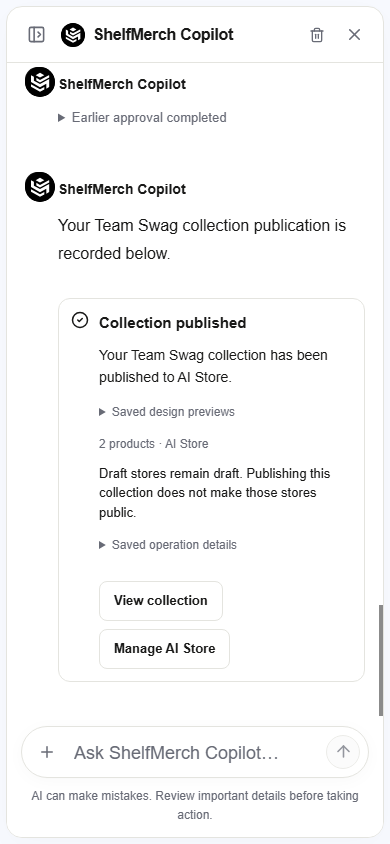 ShelfMerch Copilot
ShelfMerch Copilot
Earlier approval completed
ShelfMerch Copilot
Your Team Swag collection publication is
recorded below.
Collection published
Your Team Swag collection has been
published to AI Store.
Saved design previews
2 products · AI Store
Draft stores remain draft. Publishing this
collection does not make those stores
public.
Saved operation details
View collection
Manage AI Store
Ask ShelfMerch Copilot…
AI can make mistakes. Review important details before taking
action.